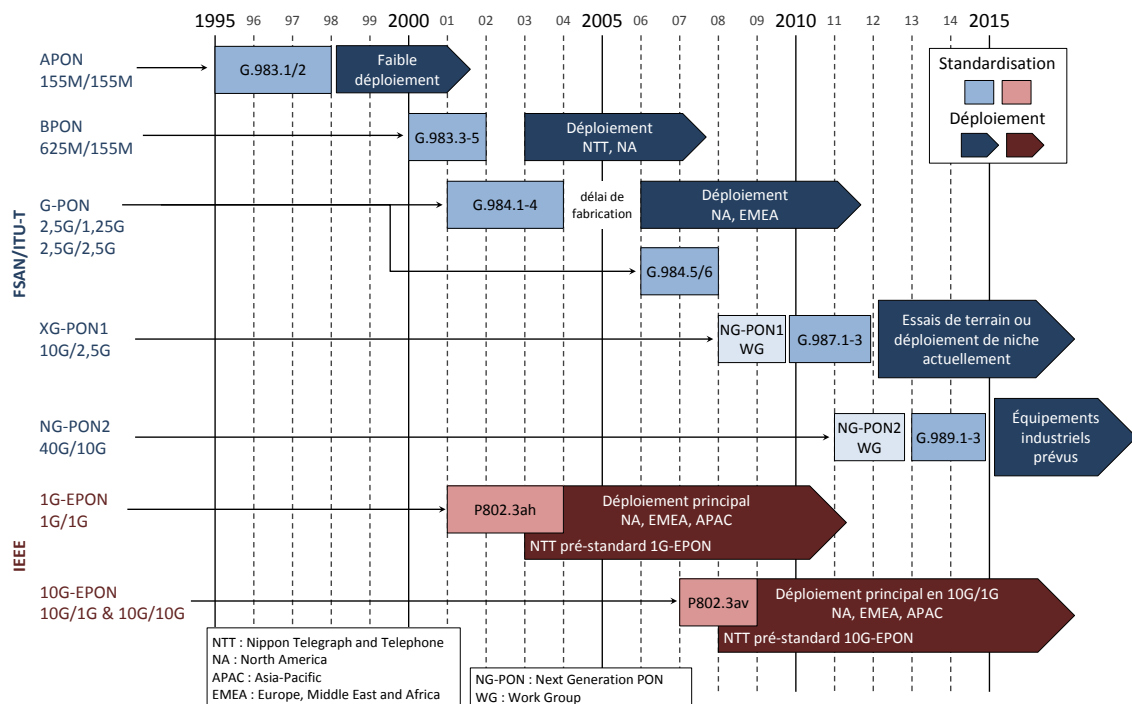 1995 96 97 98 99 2000 01 02 03 04 2005 06 07 08 09 2010 11 12 13 14 2015
Standardisation
Déploiement
FSAN/ITU-T
APON
155M/155M
G.983.1/2
Faible
déploiement
BPON
625M/155M
G.983.3-5
Déploiement
NTT, NA
G-PON
2,5G/1,25G
2,5G/2,5G
G.984.1-4
délai de
fabrication
Déploiement
NA, EMEA
G.984.5/6
XG-PON1
10G/2,5G
NG-PON1
WG
G.987.1-3
Essais de terrain ou
déploiement de niche
actuellement
NG-PON2
40G/10G
NG-PON2
WG
G.989.1-3
Équipements
industriels
prévus
IEEE
1G-EPON
1G/1G
P802.3ah
Déploiement principal
NA, EMEA, APAC
NTT pré-standard 1G-EPON
10G-EPON
10G/1G & 10G/10G
P802.3av
Déploiement principal en 10G/1G
NA, EMEA, APAC
NTT pré-standard 10G-EPON
NTT : Nippon Telegraph and Telephone
NA : North America
APAC : Asia-Pacific
EMEA : Europe, Middle East and Africa
NG-PON : Next Generation PON
WG : Work Group